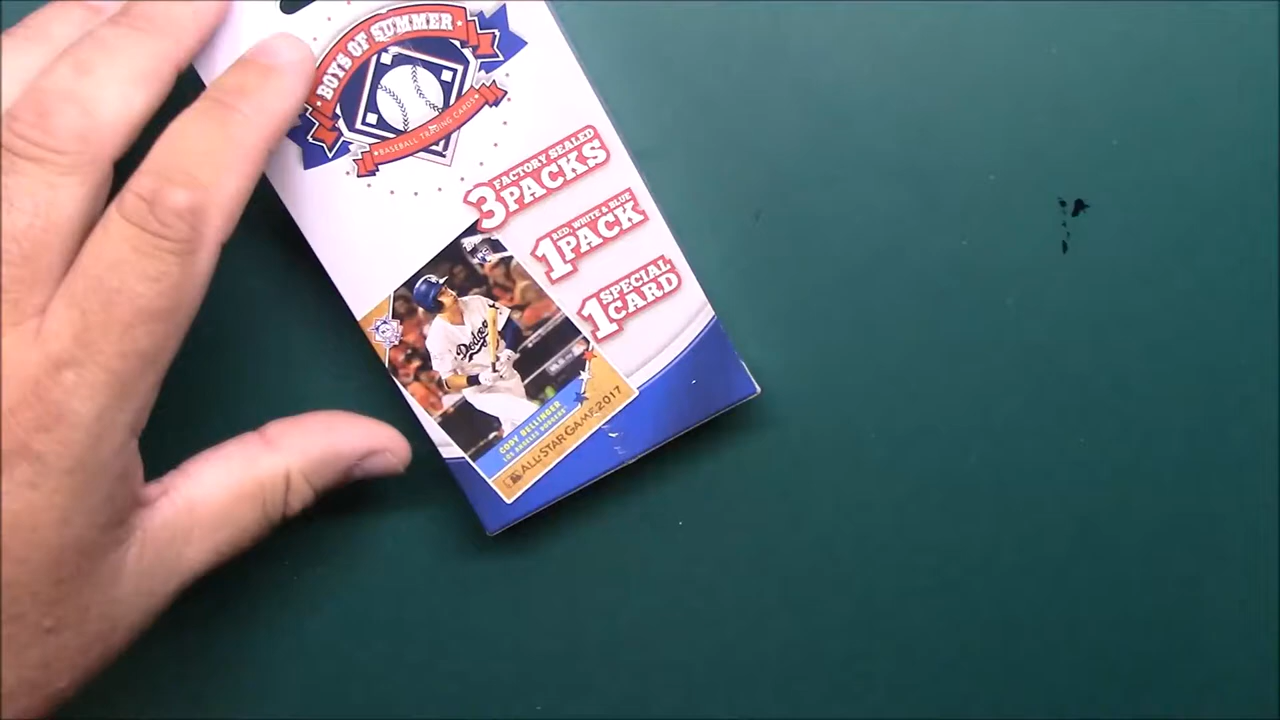 BOYS OF SUMMER
BASEBALL TRADING CARDS
3 FACTORY SEALED
PACKS
1 RED, WHITE & BLUE
PACK
1 SPECIAL
CARD
Dodgers
CODY BELLINGER
LOS ANGELES DODGERS
ALL-STAR GAME 2017